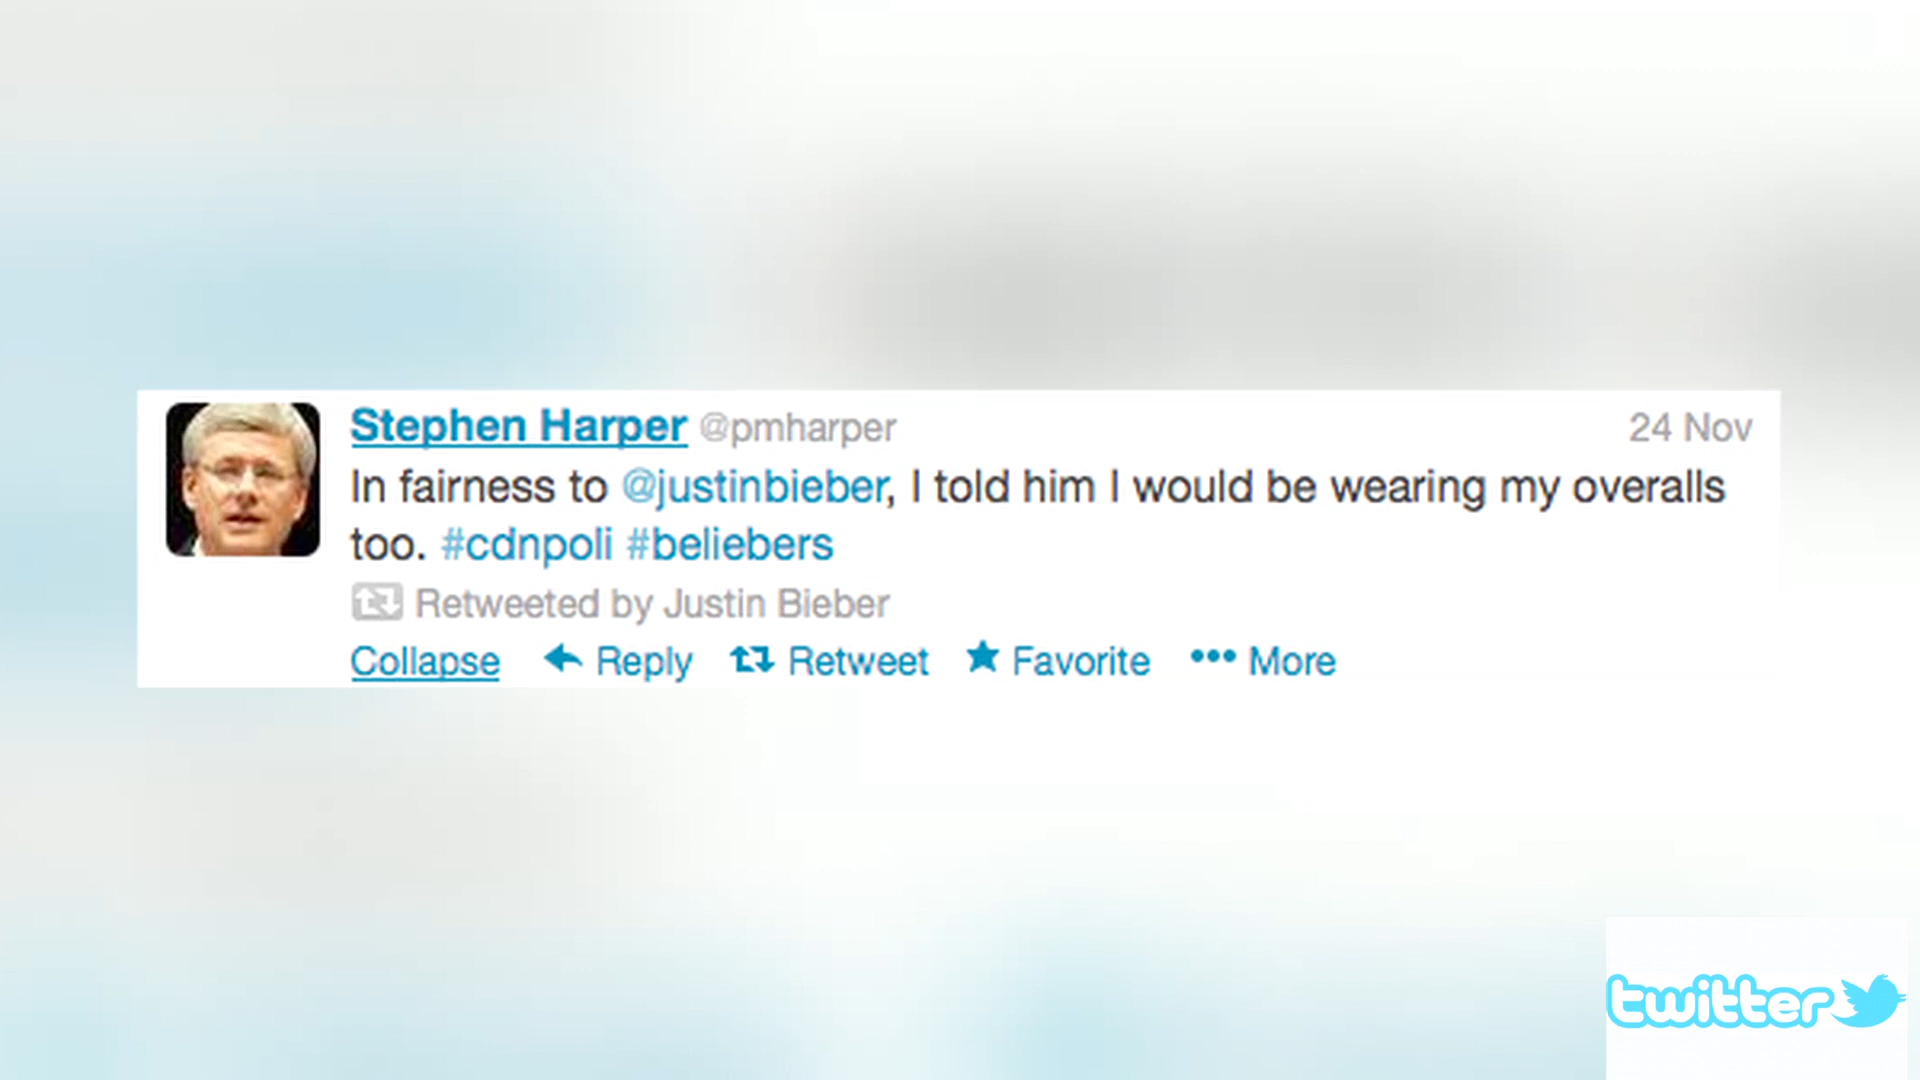 Stephen Harper @pmharper 24 Nov
In fairness to @justinbieber, I told him I would be wearing my overalls
too. #cdnpoli #beliebers
Retweeted by Justin Bieber
Collapse Reply Retweet Favorite More
twitter